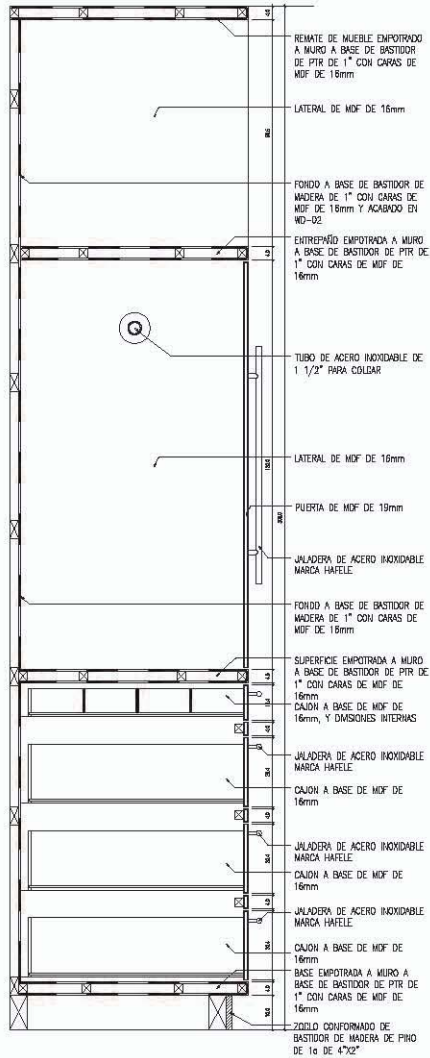 REMATE DE MUEBLE EMPOTRADO
A MURO A BASE DE BASTIDOR
DE PTR DE 1" CON CARAS DE
MDF DE 16mm
LATERAL DE MDF DE 16mm
FONDO A BASE DE BASTIDOR DE
MADERA DE 1" CON CARAS DE
MDF DE 16mm Y ACABADO EN
WD-02
ENTREPAÑO EMPOTRADA A MURO
A BASE DE BASTIDOR DE PTR DE
1" CON CARAS DE MDF DE
16mm
TUBO DE ACERO INOXIDABLE DE
1 1/2" PARA COLGAR
LATERAL DE MDF DE 16mm
PUERTA DE MDF DE 19mm
JALADERA DE ACERO INOXIDABLE
MARCA HAFELE
FONDO A BASE DE BASTIDOR DE
MADERA DE 1" CON CARAS DE
MDF DE 16mm
SUPERFICIE EMPOTRADA A MURO
A BASE DE BASTIDOR DE PTR DE
1" CON CARAS DE MDF DE
16mm
CAJON A BASE DE MDF DE
16mm, Y DIVISIONES INTERNAS
JALADERA DE ACERO INOXIDABLE
MARCA HAFELE
CAJON A BASE DE MDF DE
16mm
JALADERA DE ACERO INOXIDABLE
MARCA HAFELE
CAJON A BASE DE MDF DE
16mm
JALADERA DE ACERO INOXIDABLE
MARCA HAFELE
CAJON A BASE DE MDF DE
16mm
BASE EMPOTRADA A MURO A
BASE DE BASTIDOR DE PTR DE
1" CON CARAS DE MDF DE
16mm
ZOCLO CONFORMADO DE
BASTIDOR DE MADERA DE PINO
DE 1a DE 4"X2"